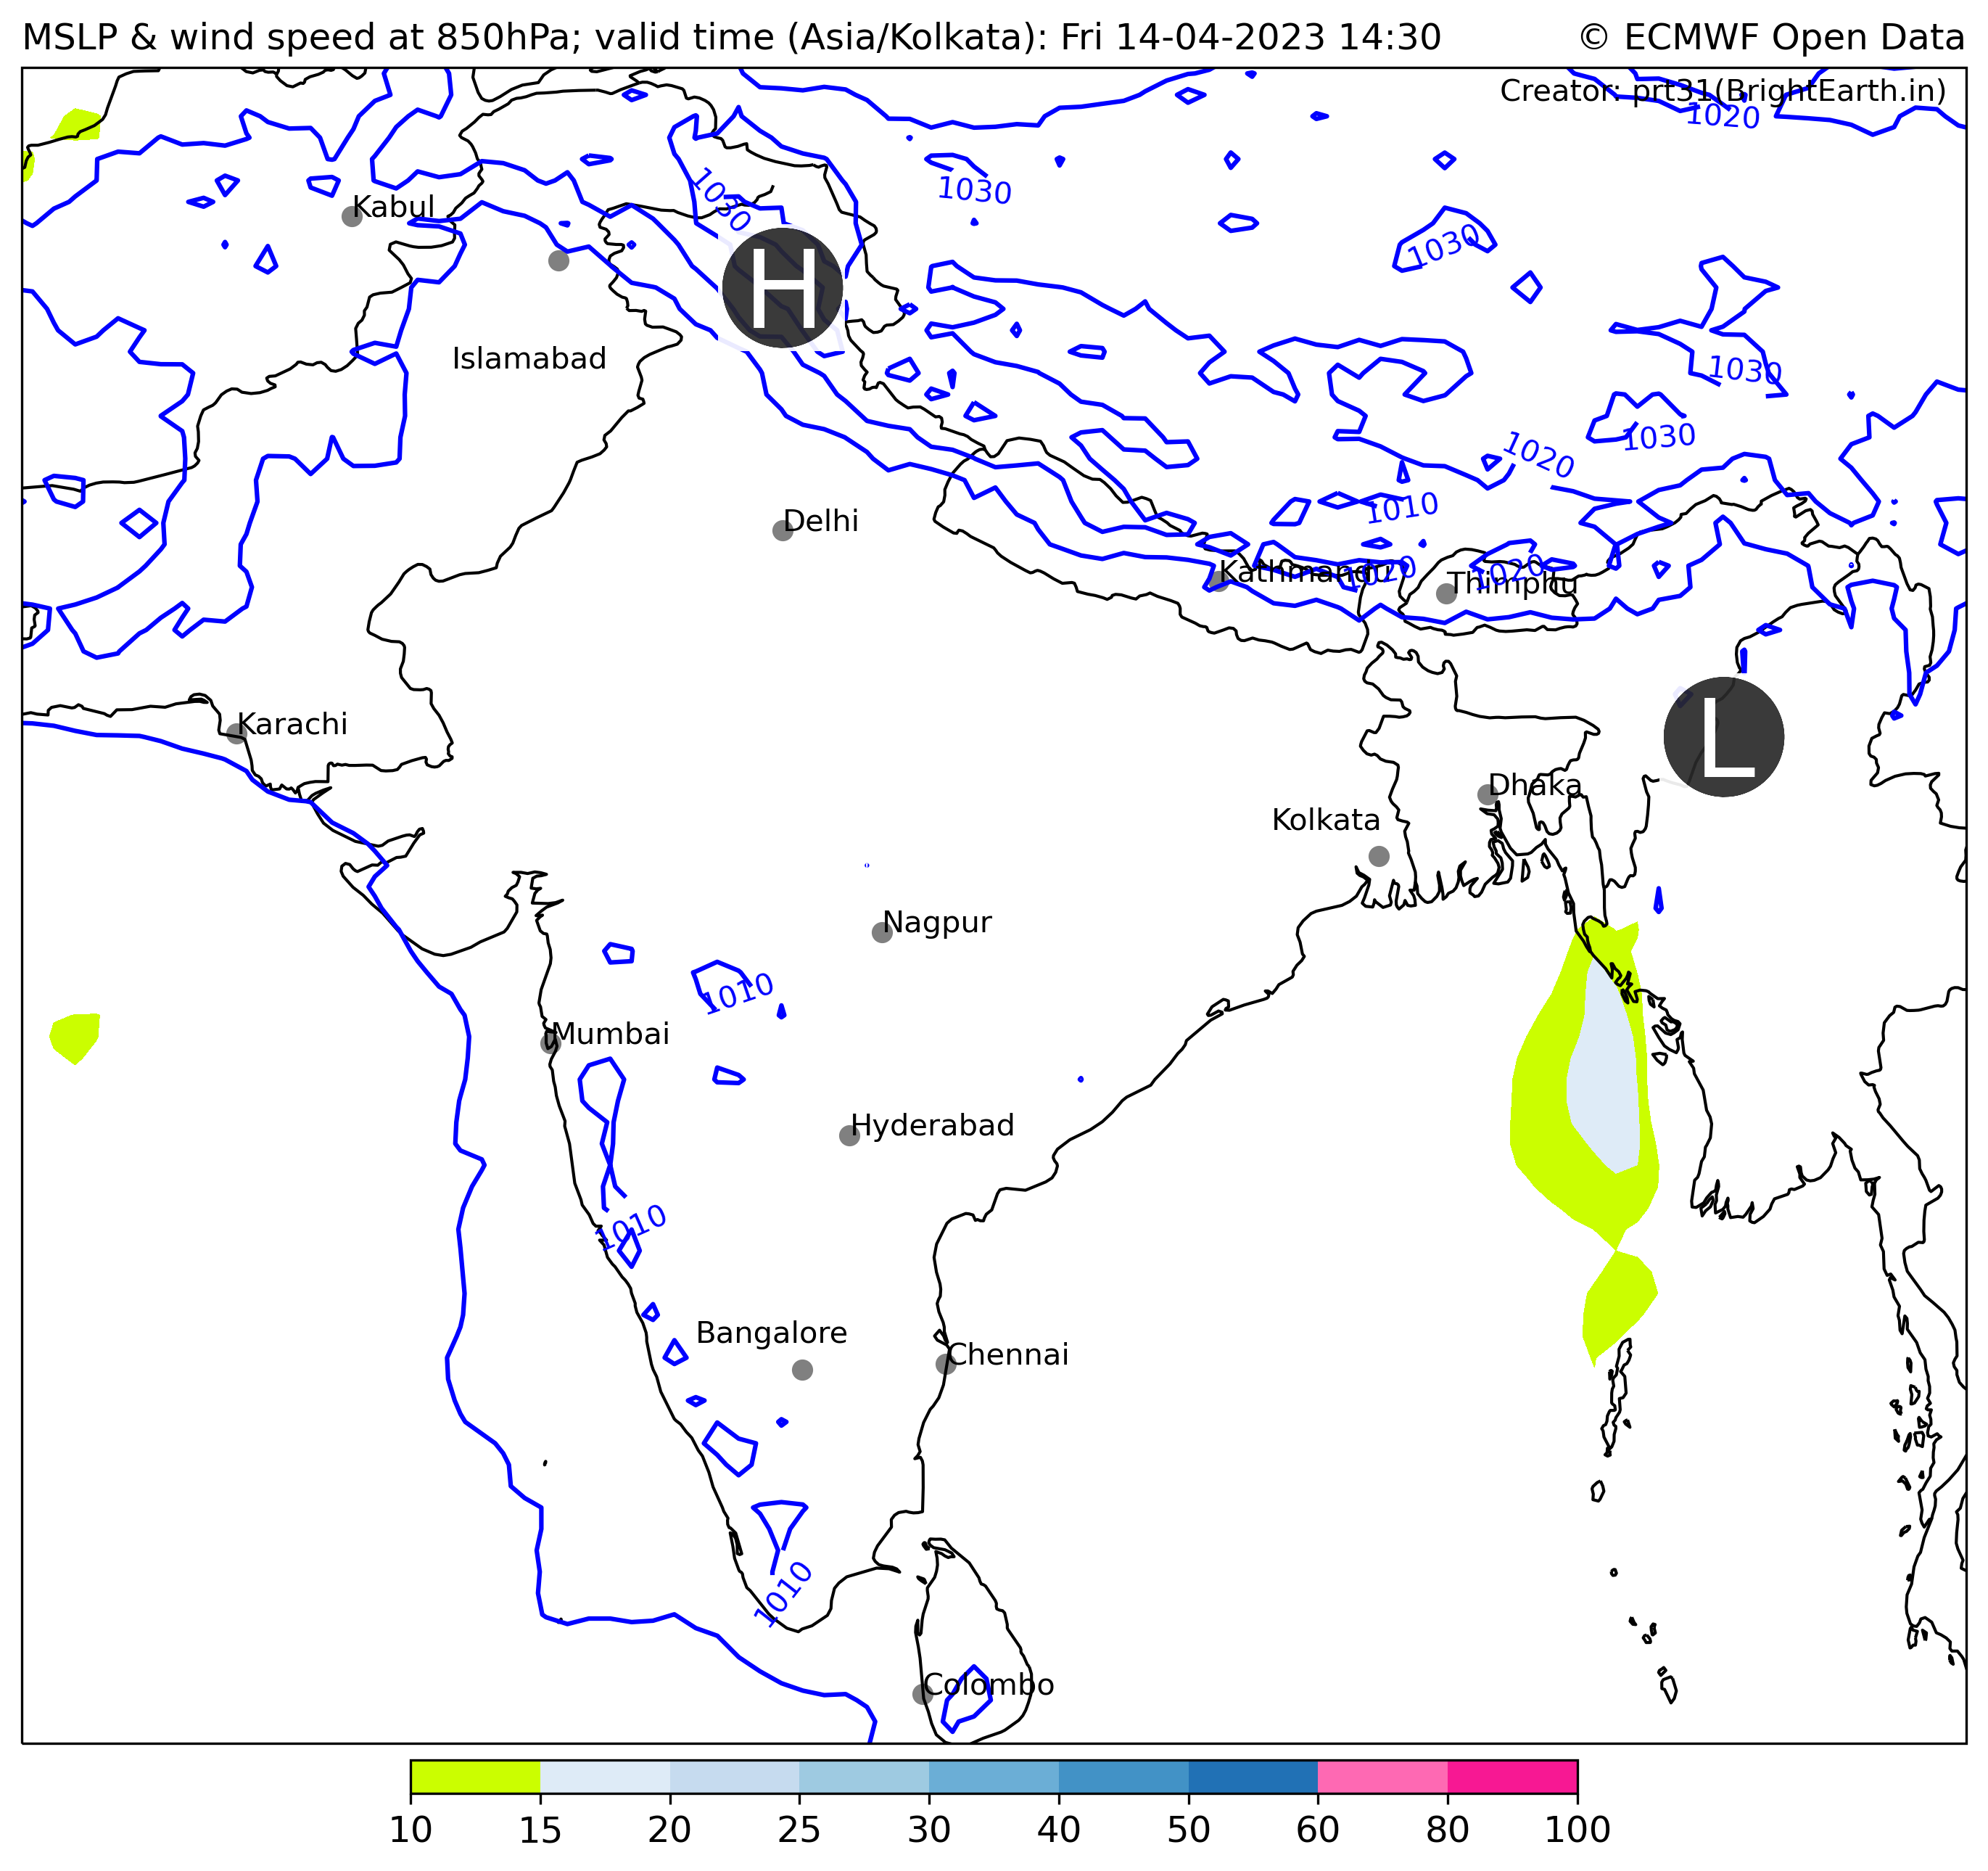 MSLP & wind speed at 850hPa; valid time (Asia/Kolkata): Fri 14-04-2023 14:30 © ECMWF Open Data
Creator: prt31(BrightEarth.in)
1020
1030
1030
Kabul
1030
H
Islamabad
1030
1030
1020
1010
Delhi
Kathmandu
1020
1020
Thimphu
Karachi
L
Dhaka
Kolkata
Nagpur
1010
Mumbai
Hyderabad
1010
Bangalore
Chennai
1010
Colombo
10 15 20 25 30 40 50 60 80 100